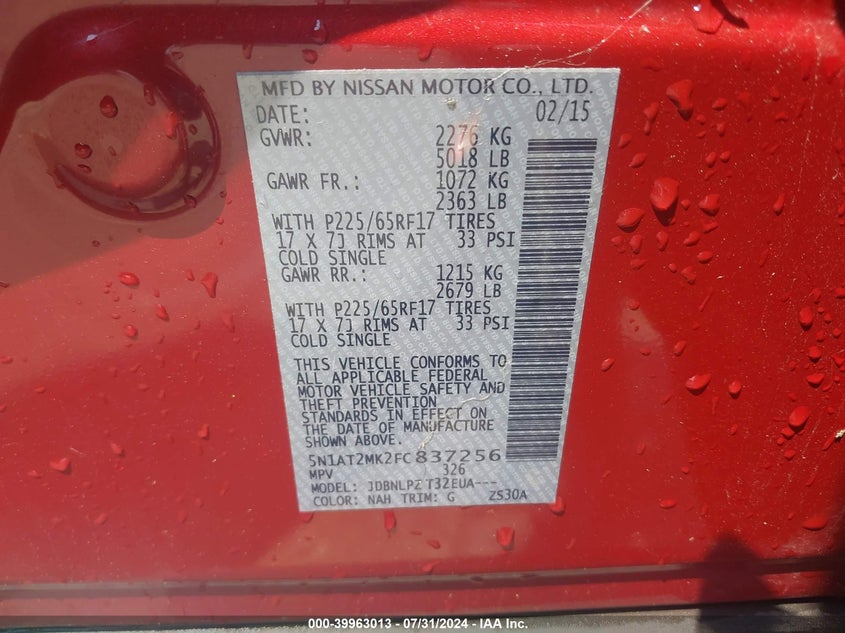 MFD BY NISSAN MOTOR CO., LTD.
DATE: 02/15
GVWR: 2276 KG
5018 LB
GAWR FR.: 1072 KG
2363 LB
WITH P225/65RF17 TIRES
17 X 7J RIMS AT 33 PSI
COLD SINGLE
GAWR RR.: 1215 KG
2679 LB
WITH P225/65RF17 TIRES
17 X 7J RIMS AT 33 PSI
COLD SINGLE
THIS VEHICLE CONFORMS TO
ALL APPLICABLE FEDERAL
MOTOR VEHICLE SAFETY AND
THEFT PREVENTION
STANDARDS IN EFFECT ON
THE DATE OF MANUFACTURE
SHOWN ABOVE.
5N1AT2MK2FC837256
MPV 326
MODEL: JDBNLPZ T32EUA---
COLOR: NAH TRIM: G ZS30A
000-39963013 - 07/31/2024 - IAA Inc.